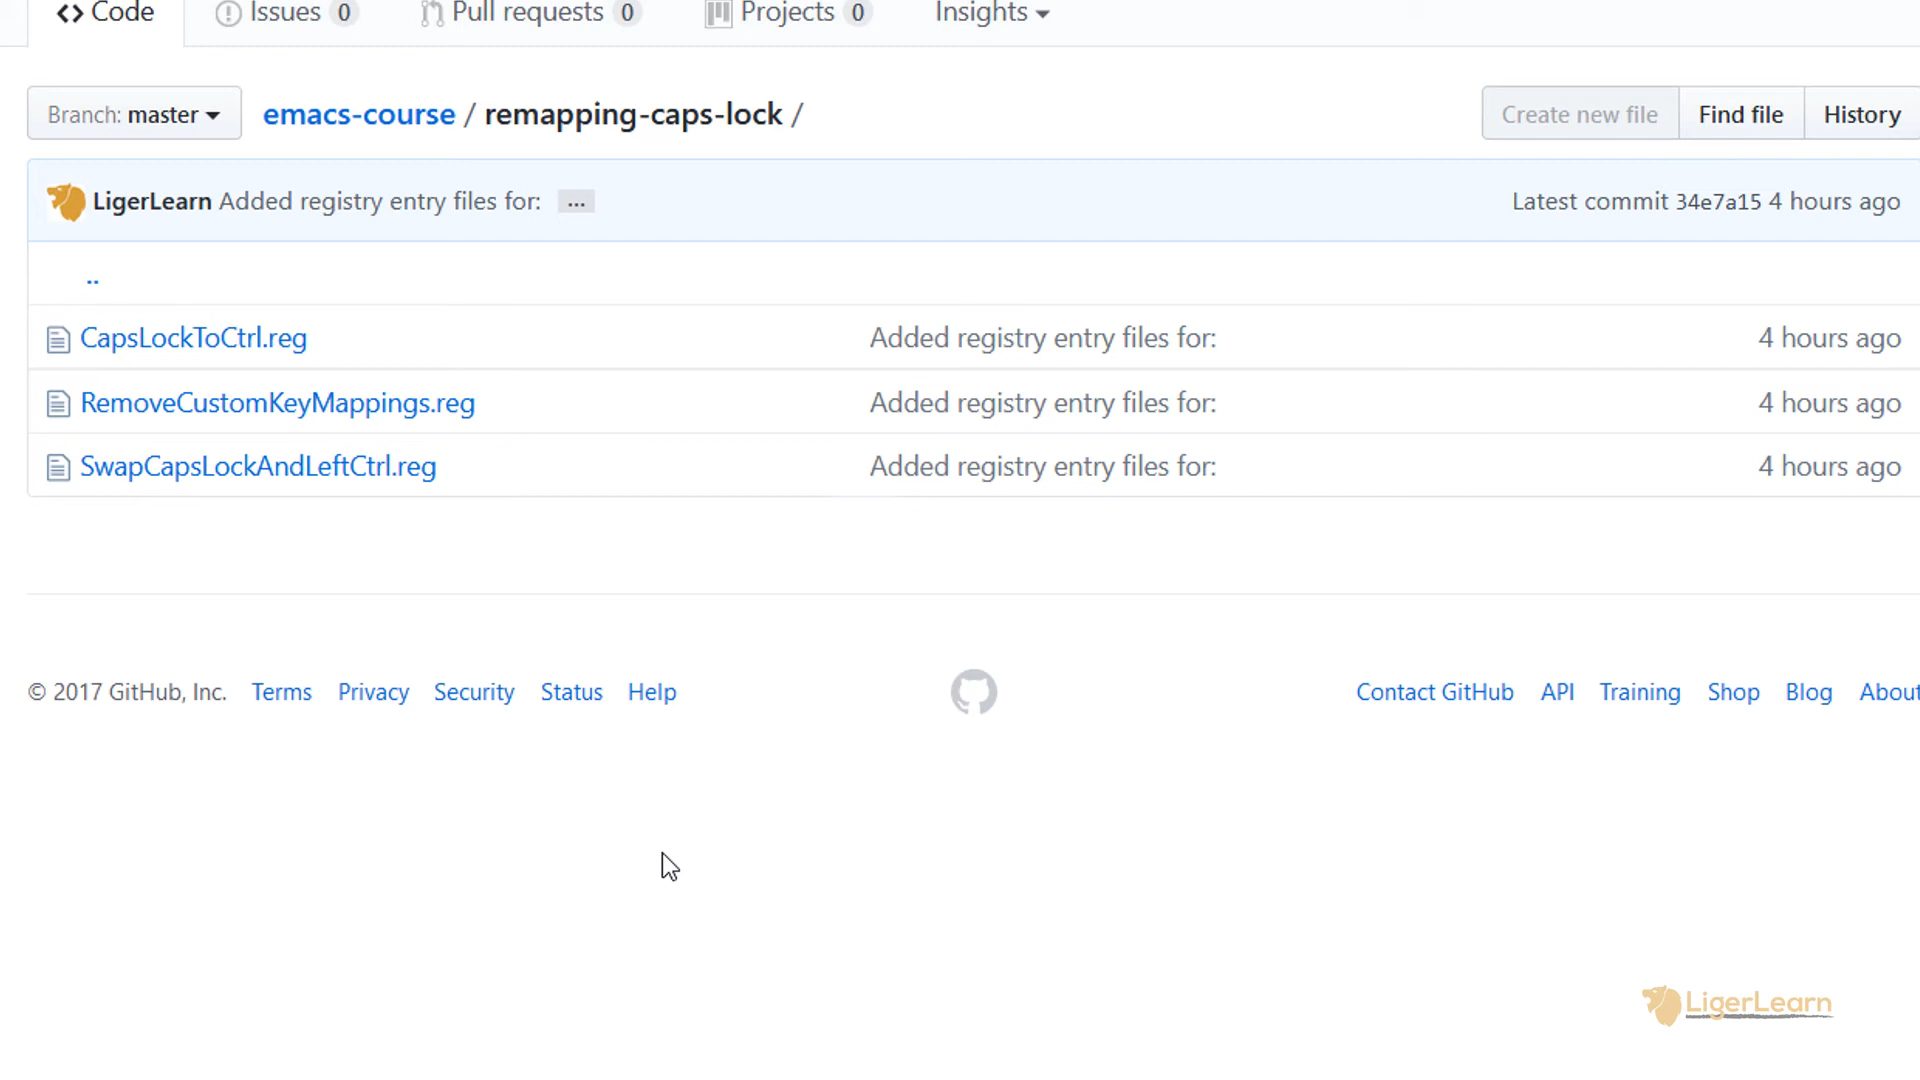 Code Issues 0 Pull requests 0 Projects 0 Insights
Branch: master emacs-course / remapping-caps-lock / Create new file Find file History
LigerLearn Added registry entry files for: ... Latest commit 34e7a15 4 hours ago
..
CapsLockToCtrl.reg Added registry entry files for: 4 hours ago
RemoveCustomKeyMappings.reg Added registry entry files for: 4 hours ago
SwapCapsLockAndLeftCtrl.reg Added registry entry files for: 4 hours ago
© 2017 GitHub, Inc. Terms Privacy Security Status Help Contact GitHub API Training Shop Blog About
LigerLearn